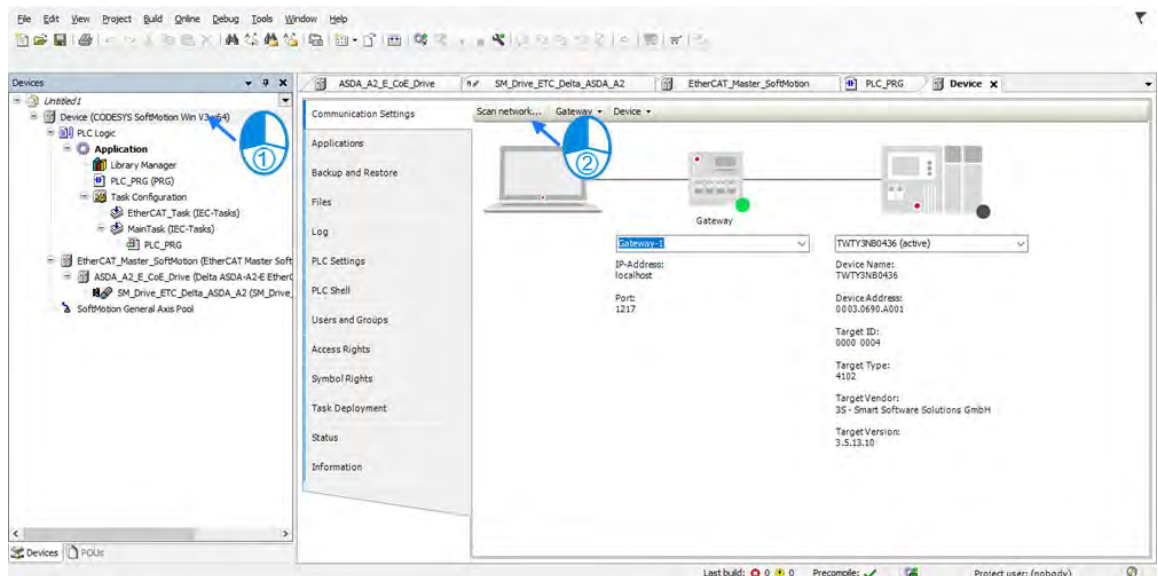 File Edit View Project Build Online Debug Tools Window Help
Devices
ASDA_A2_E_CoE_Drive SM_Drive_ETC_Delta_ASDA_A2 EtherCAT_Master_SoftMotion PLC_PRG Device X
Untitled1
Device (CODESYS SoftMotion Win V3 x64)
PLC Logic
Application
Library Manager
PLC_PRG (PRG)
Task Configuration
EtherCAT_Task (IEC-Tasks)
MainTask (IEC-Tasks)
PLC_PRG
EtherCAT_Master_SoftMotion (EtherCAT Master Soft
ASDA_A2_E_CoE_Drive (Delta ASDA-A2-E EtherC
SM_Drive_ETC_Delta_ASDA_A2 (SM_Drive_
SoftMotion General Axis Pool
1
Devices POUs
Communication Settings
Applications
Backup and Restore
Files
Log
PLC Settings
PLC Shell
Users and Groups
Access Rights
Symbol Rights
Task Deployment
Status
Information
Scan network... Gateway Device
2
Gateway
Gateway-1
IP-Address:
localhost
Port:
1217
TWTY3NB0436 (active)
Device Name:
TWTY3NB0436
Device Address:
0003.0690.A001
Target ID:
0000 0004
Target Type:
4102
Target Vendor:
3S - Smart Software Solutions GmbH
Target Version:
3.5.13.10
Last build: 0 0 Precompile: Project user: (nobody)